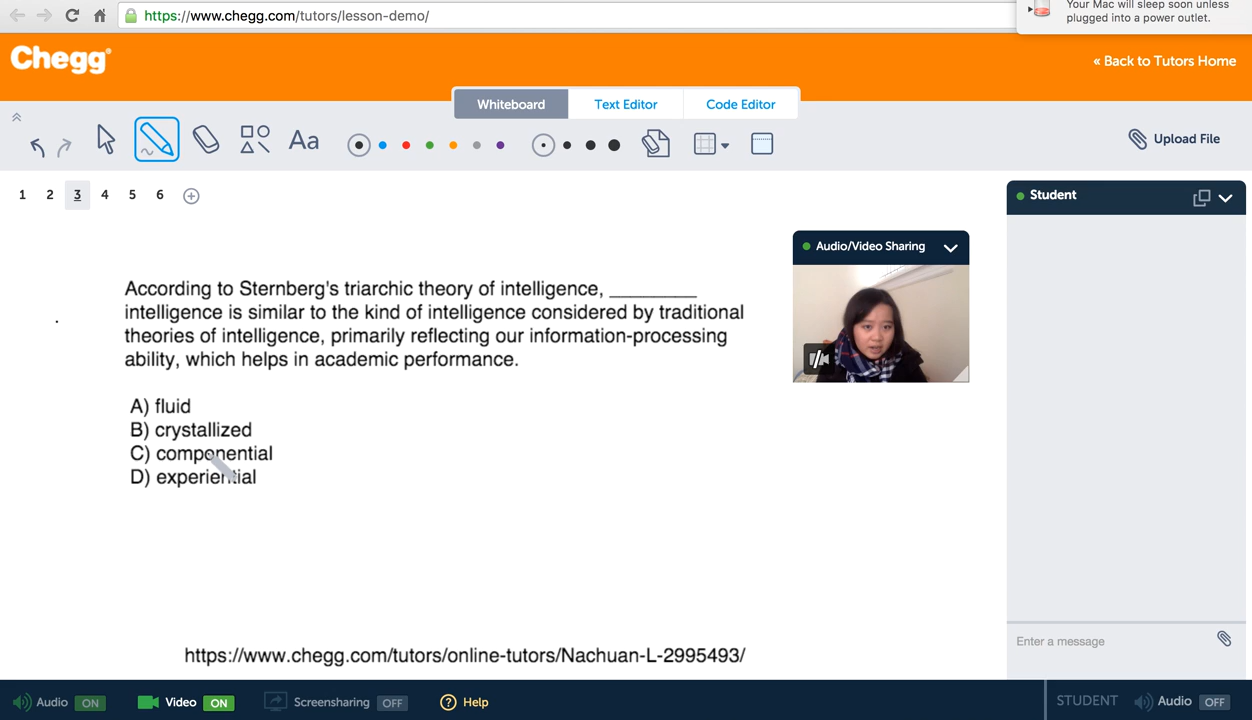 https://www.chegg.com/tutors/lesson-demo/
Your Mac will sleep soon unless
plugged into a power outlet.
Chegg®
« Back to Tutors Home
Whiteboard
Text Editor
Code Editor
Aa
Upload File
1 2 3 4 5 6
Student
Audio/Video Sharing
According to Sternberg's triarchic theory of intelligence, ________
intelligence is similar to the kind of intelligence considered by traditional
theories of intelligence, primarily reflecting our information-processing
ability, which helps in academic performance.
A) fluid
B) crystallized
C) componential
D) experiential
Enter a message
https://www.chegg.com/tutors/online-tutors/Nachuan-L-2995493/
Audio ON
Video ON
Screensharing OFF
? Help
STUDENT
Audio OFF